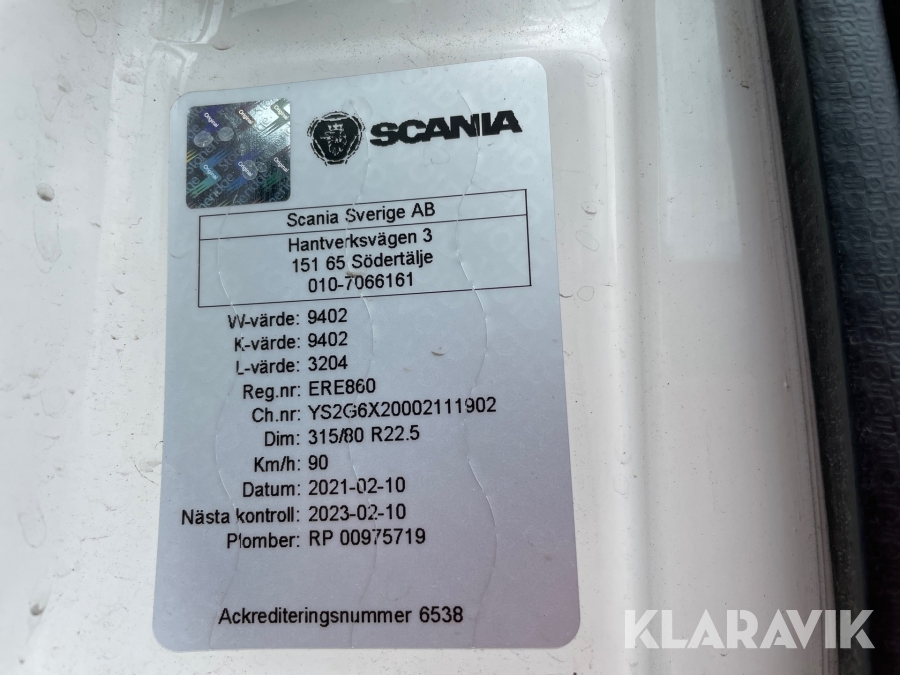 SCANIA
Scania Sverige AB
Hantverksvägen 3
151 65 Södertälje
010-7066161
W-värde: 9402
K-värde: 9402
L-värde: 3204
Reg.nr: ERE860
Ch.nr: YS2G6X20002111902
Dim: 315/80 R22.5
Km/h: 90
Datum: 2021-02-10
Nästa kontroll: 2023-02-10
Plomber: RP 00975719
Ackrediteringsnummer 6538
KLARAVIK